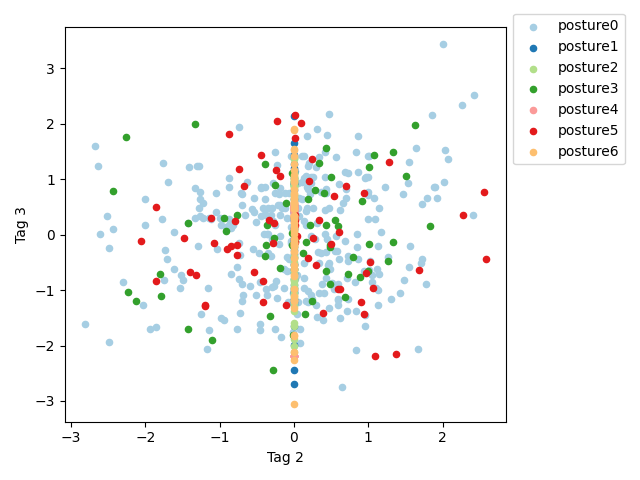 posture0
posture1
posture2
posture3
posture4
posture5
posture6
3
2
1
0
−1
−2
−3
Tag 3
−3 −2 −1 0 1 2
Tag 2